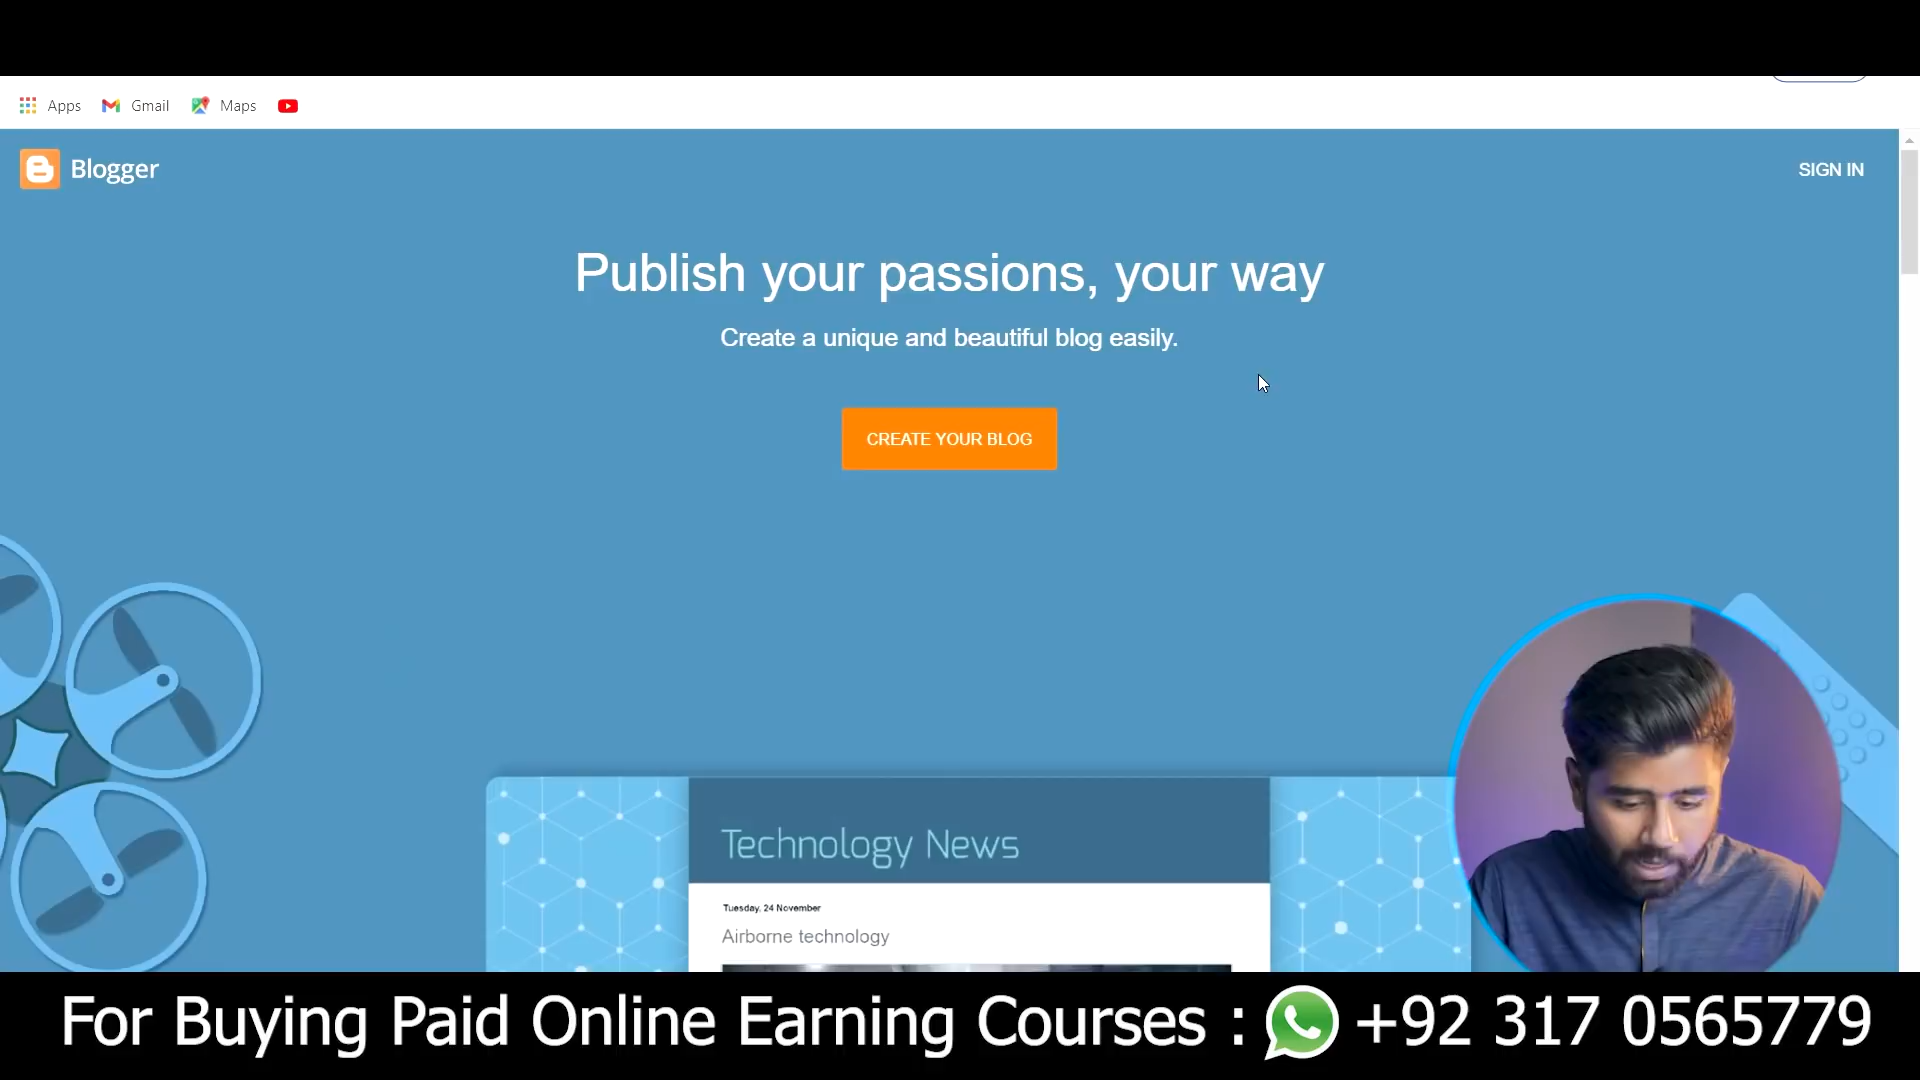 Apps Gmail Maps
Blogger
SIGN IN
Publish your passions, your way
Create a unique and beautiful blog easily.
CREATE YOUR BLOG
Technology News
Tuesday, 24 November
Airborne technology
For Buying Paid Online Earning Courses : +92 317 0565779